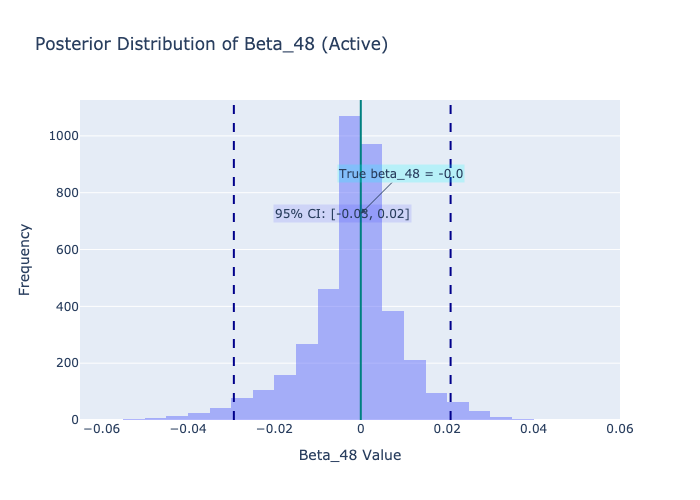 Posterior Distribution of Beta_48 (Active)
1000
800
600
400
200
0
Frequency
True beta_48 = -0.0
95% CI: [-0.03, 0.02]
−0.06
−0.04
−0.02
0
0.02
0.04
0.06
Beta_48 Value